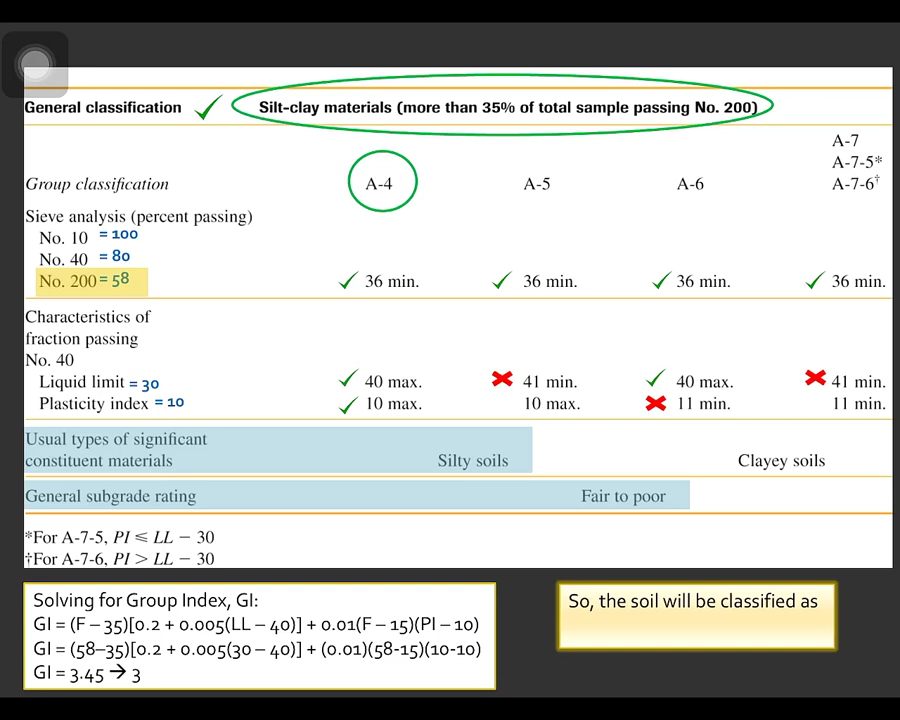 General classification Silt-clay materials (more than 35% of total sample passing No. 200)
A-7
A-7-5*
Group classification A-4 A-5 A-6 A-7-6†
Sieve analysis (percent passing)
No. 10 = 100
No. 40 = 80
No. 200 = 58 36 min. 36 min. 36 min. 36 min.
Characteristics of
fraction passing
No. 40
Liquid limit = 30 40 max. 41 min. 40 max. 41 min.
Plasticity index = 10 10 max. 10 max. 11 min. 11 min.
Usual types of significant
constituent materials Silty soils Clayey soils
General subgrade rating Fair to poor
*For A-7-5, PI ≤ LL − 30
†For A-7-6, PI > LL − 30
Solving for Group Index, GI:
GI = (F – 35)[0.2 + 0.005(LL – 40)] + 0.01(F – 15)(PI – 10)
GI = (58–35)[0.2 + 0.005(30 – 40)] + (0.01)(58-15)(10-10)
GI = 3.45 → 3
So, the soil will be classified as